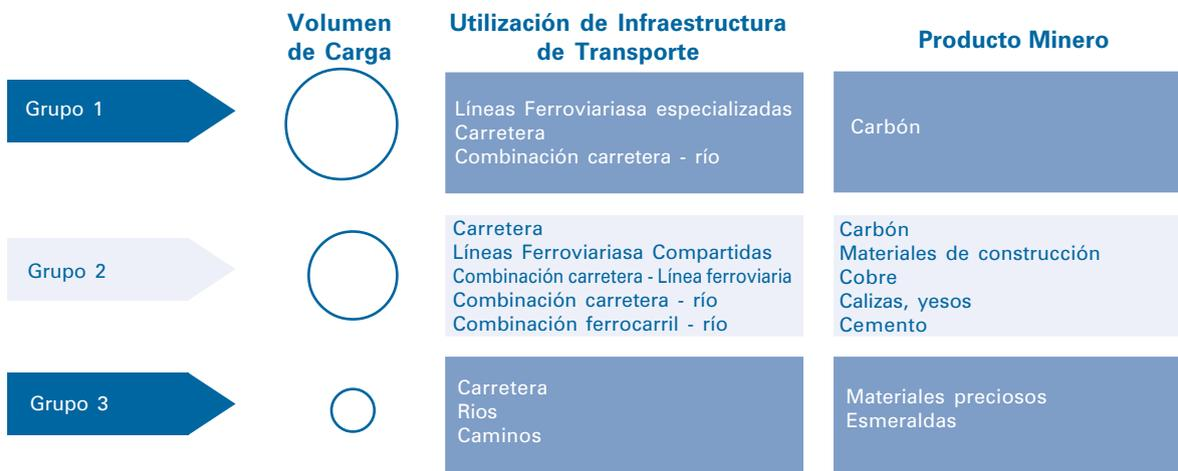 Volumen
de Carga
Utilización de Infraestructura
de Transporte
Producto Minero
Grupo 1
Líneas Ferroviariasa especializadas
Carretera
Combinación carretera - río
Carbón
Grupo 2
Carretera
Líneas Ferroviariasa Compartidas
Combinación carretera - Línea ferroviaria
Combinación carretera - río
Combinación ferrocarril - río
Carbón
Materiales de construcción
Cobre
Calizas, yesos
Cemento
Grupo 3
Carretera
Rios
Caminos
Materiales preciosos
Esmeraldas